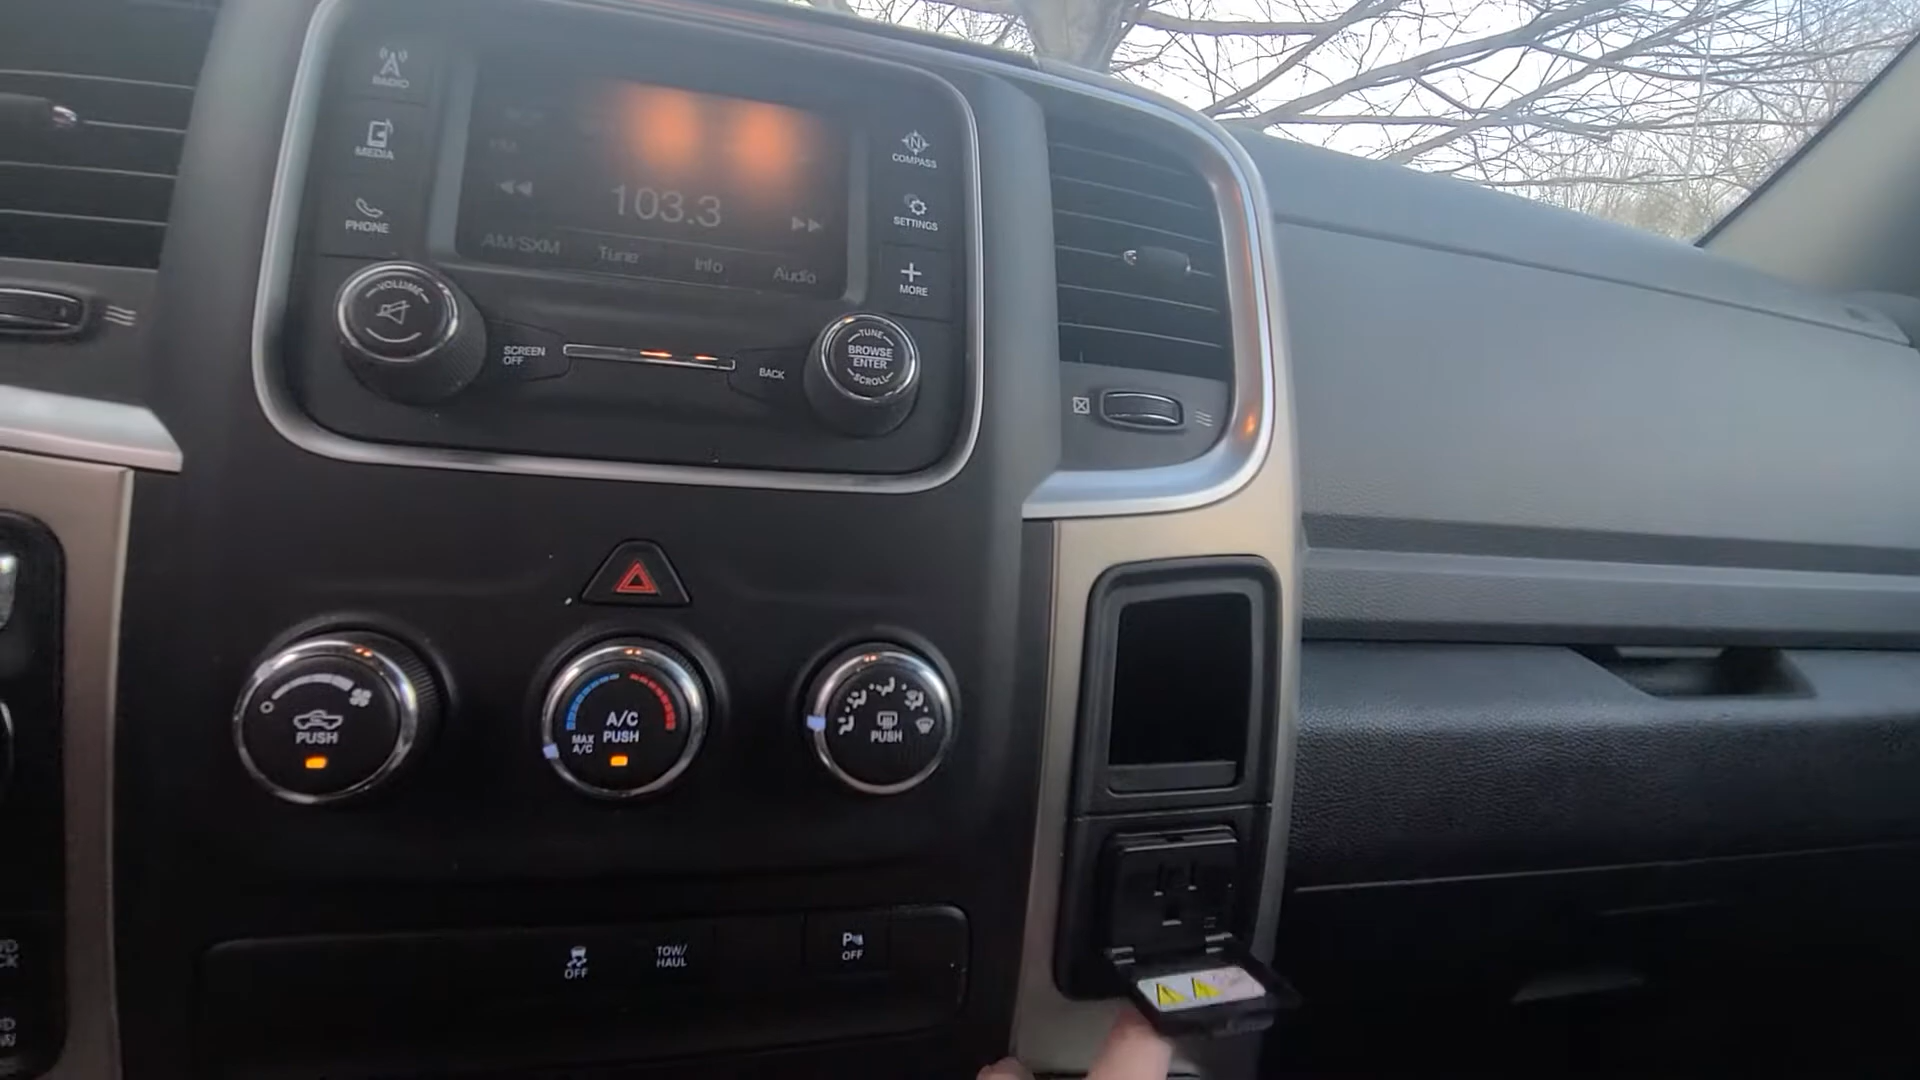 RADIO
MEDIA
PHONE
103.3
AM/SXM
Tune
Info
Audio
N
COMPASS
SETTINGS
MORE
VOLUME
SCREEN
OFF
BACK
TUNE
BROWSE
ENTER
SCROLL
PUSH
MAX
A/C
A/C
PUSH
PUSH
OFF
TOW/
HAUL
P
OFF